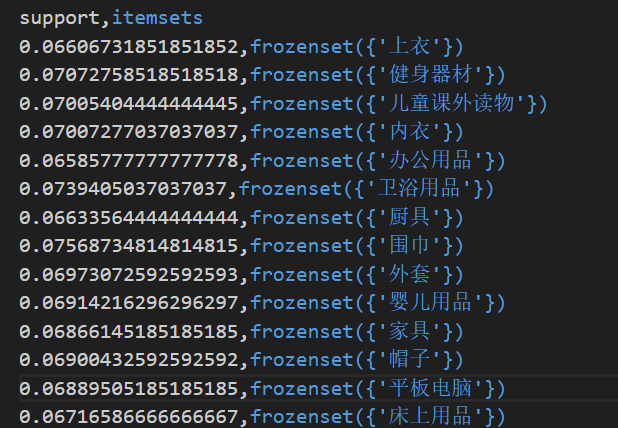 support,itemsets
0.06606731851851852,frozenset({'上衣'})
0.07072758518518518,frozenset({'健身器材'})
0.07005404444444445,frozenset({'儿童课外读物'})
0.07007277037037037,frozenset({'内衣'})
0.06585777777777778,frozenset({'办公用品'})
0.0739405037037037,frozenset({'卫浴用品'})
0.06633564444444444,frozenset({'厨具'})
0.07568734814814815,frozenset({'围巾'})
0.06973072592592593,frozenset({'外套'})
0.06914216296296297,frozenset({'婴儿用品'})
0.06866145185185185,frozenset({'家具'})
0.06900432592592592,frozenset({'帽子'})
0.06889505185185185,frozenset({'平板电脑'})
0.06716586666666667,frozenset({'床上用品'})